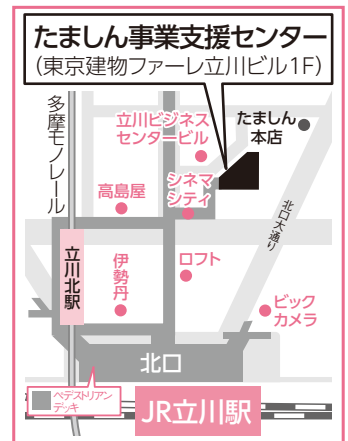 たましん事業支援センター
(東京建物ファーレ立川ビル1F)
多摩モノレール
立川ビジネス
センタービル
たましん
本店
シネマ
シティ
高島屋
北口大通り
立川北駅
伊勢丹
ロフト
ビック
カメラ
北口
ペデストリアン
デッキ
JR立川駅